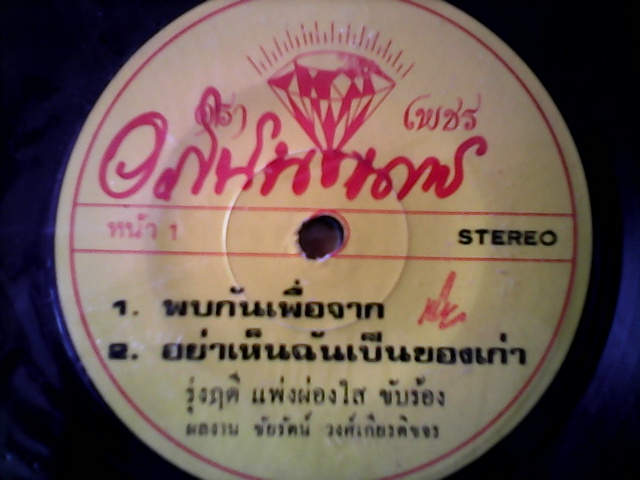 ตรา เพชร
หน้า 1
STEREO
1. พบกันเพื่อจาก
2. อย่าเห็นฉันเป็นของเก่า
รุ่งฤดี แพ่งผ่องใส ขับร้อง
ผลงาน ชัยรัตน์ วงศ์เกียรติขจร